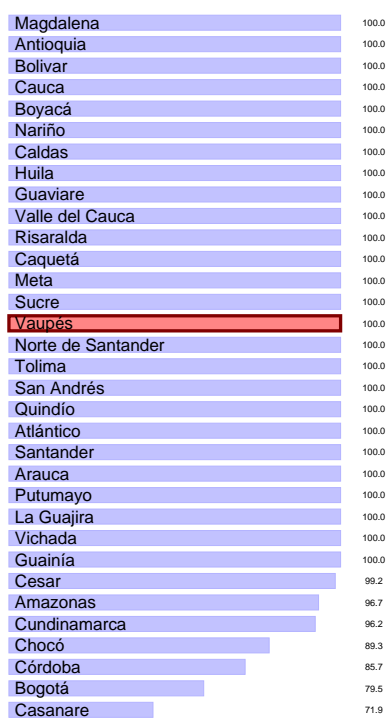 Magdalena 100.0
Antioquia 100.0
Bolivar 100.0
Cauca 100.0
Boyacá 100.0
Nariño 100.0
Caldas 100.0
Huila 100.0
Guaviare 100.0
Valle del Cauca 100.0
Risaralda 100.0
Caquetá 100.0
Meta 100.0
Sucre 100.0
Vaupés 100.0
Norte de Santander 100.0
Tolima 100.0
San Andrés 100.0
Quindío 100.0
Atlántico 100.0
Santander 100.0
Arauca 100.0
Putumayo 100.0
La Guajira 100.0
Vichada 100.0
Guainía 100.0
Cesar 99.2
Amazonas 96.7
Cundinamarca 96.2
Chocó 89.3
Córdoba 85.7
Bogotá 79.5
Casanare 71.9